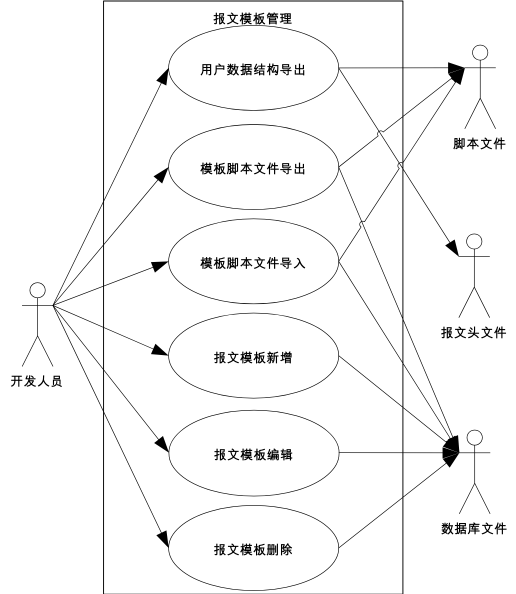 报文模板管理
用户数据结构导出
脚本文件
模板脚本文件导出
模板脚本文件导入
报文头文件
报文模板新增
开发人员
报文模板编辑
数据库文件
报文模板删除